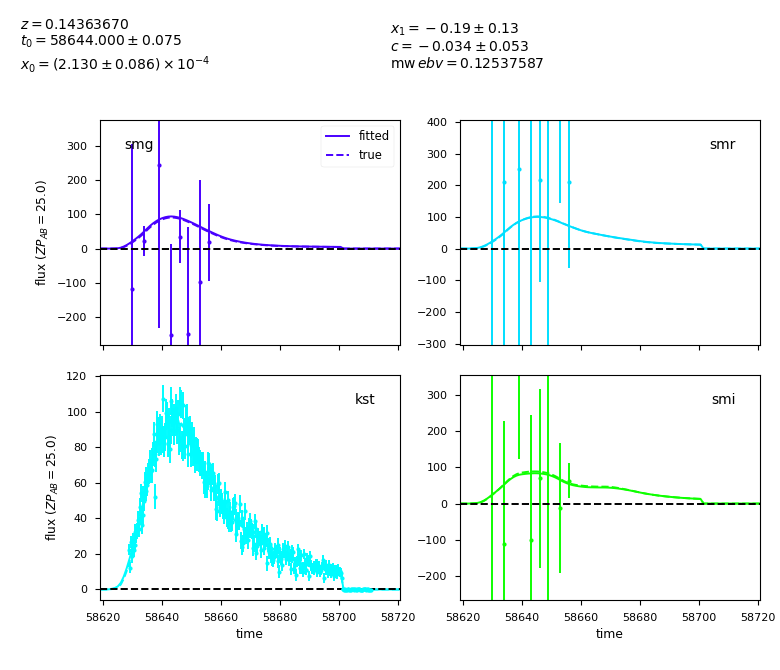 z = 0.14363670
t0 = 58644.000 ± 0.075
x0 = (2.130 ± 0.086) × 10^−4
x1 = −0.19 ± 0.13
c = −0.034 ± 0.053
mw ebv = 0.12537587
smg
fitted
true
flux (ZP_AB = 25.0)
300
200
100
0
−100
−200
smr
400
300
200
100
0
−100
−200
−300
kst
flux (ZP_AB = 25.0)
120
100
80
60
40
20
0
58620 58640 58660 58680 58700 58720
time
smi
300
200
100
0
−100
−200
58620 58640 58660 58680 58700 58720
time